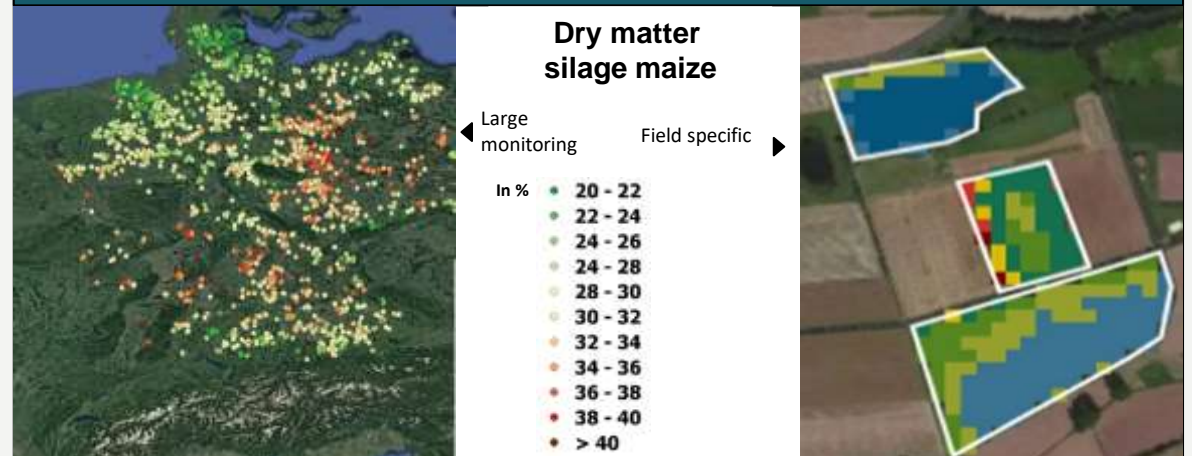 Dry matter
silage maize
Large
monitoring
Field specific
In %
20 - 22
22 - 24
24 - 26
24 - 28
28 - 30
30 - 32
32 - 34
34 - 36
36 - 38
38 - 40
> 40